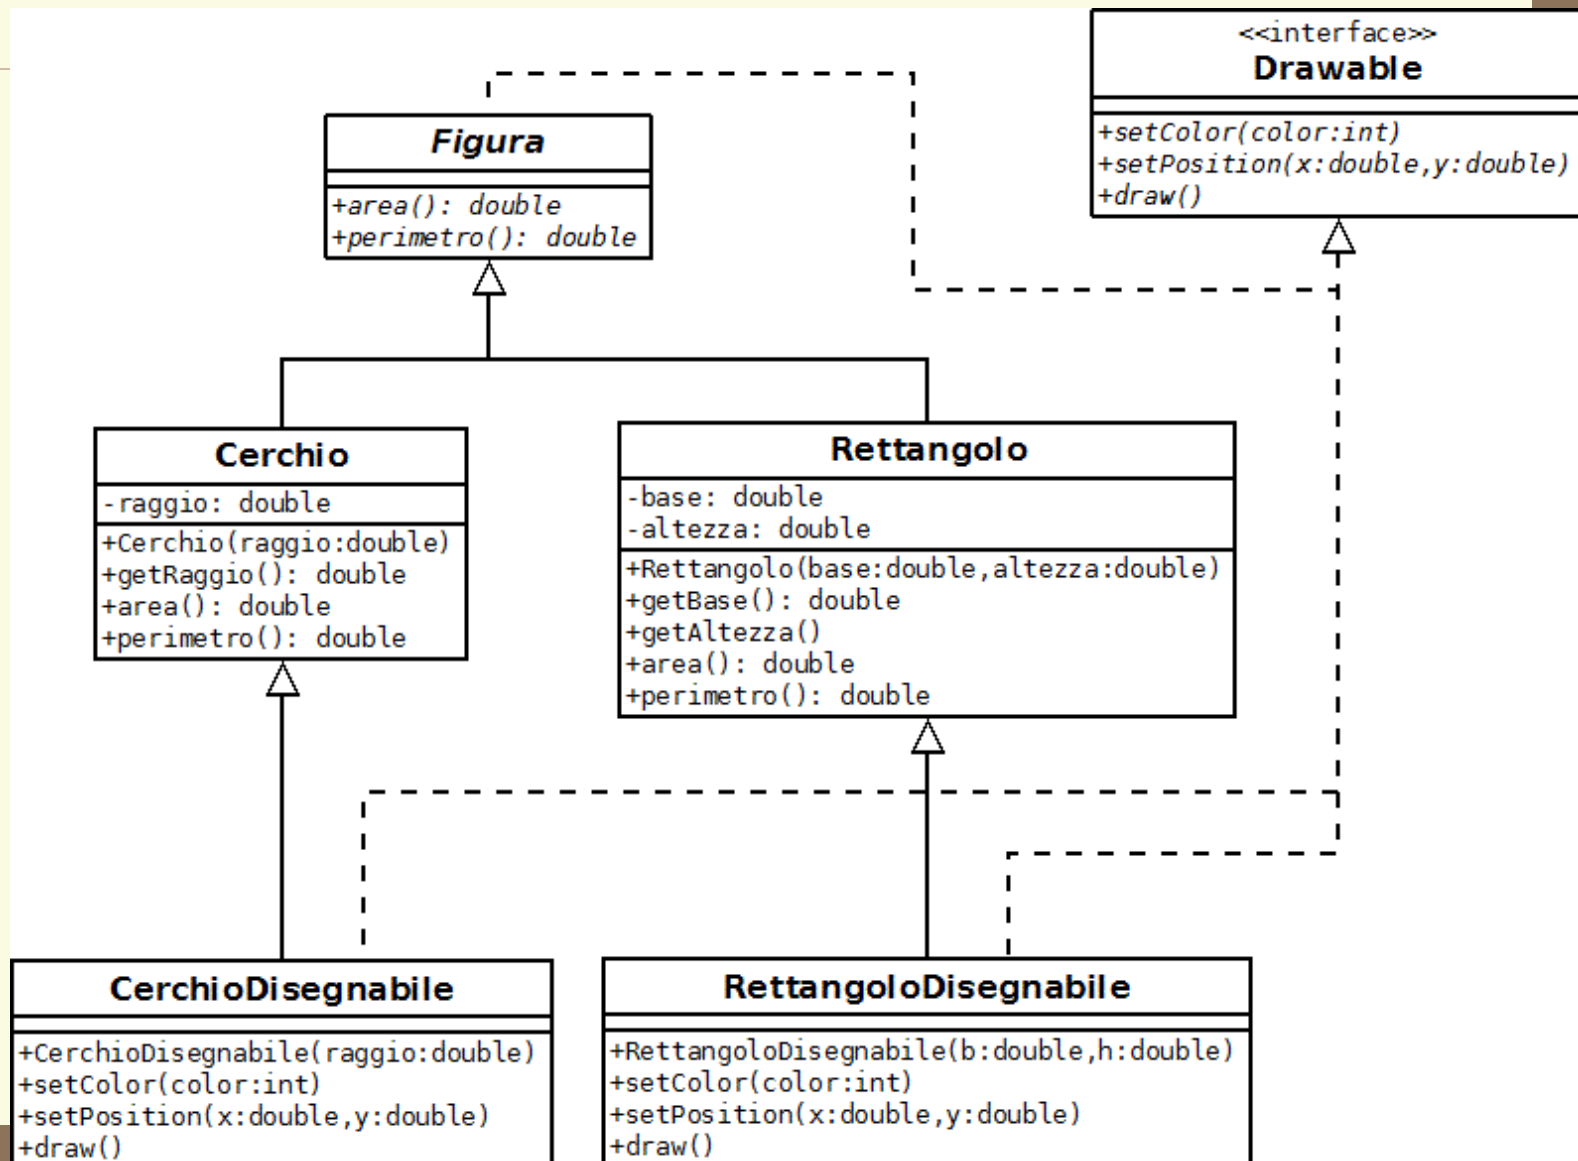 <<interface>>
Drawable
+setColor(color:int)
+setPosition(x:double,y:double)
+draw()
Figura
+area(): double
+perimetro(): double
Cerchio
-raggio: double
+Cerchio(raggio:double)
+getRaggio(): double
+area(): double
+perimetro(): double
Rettangolo
-base: double
-altezza: double
+Rettangolo(base:double,altezza:double)
+getBase(): double
+getAltezza()
+area(): double
+perimetro(): double
CerchioDisegnabile
+CerchioDisegnabile(raggio:double)
+setColor(color:int)
+setPosition(x:double,y:double)
+draw()
RettangoloDisegnabile
+RettangoloDisegnabile(b:double,h:double)
+setColor(color:int)
+setPosition(x:double,y:double)
+draw()